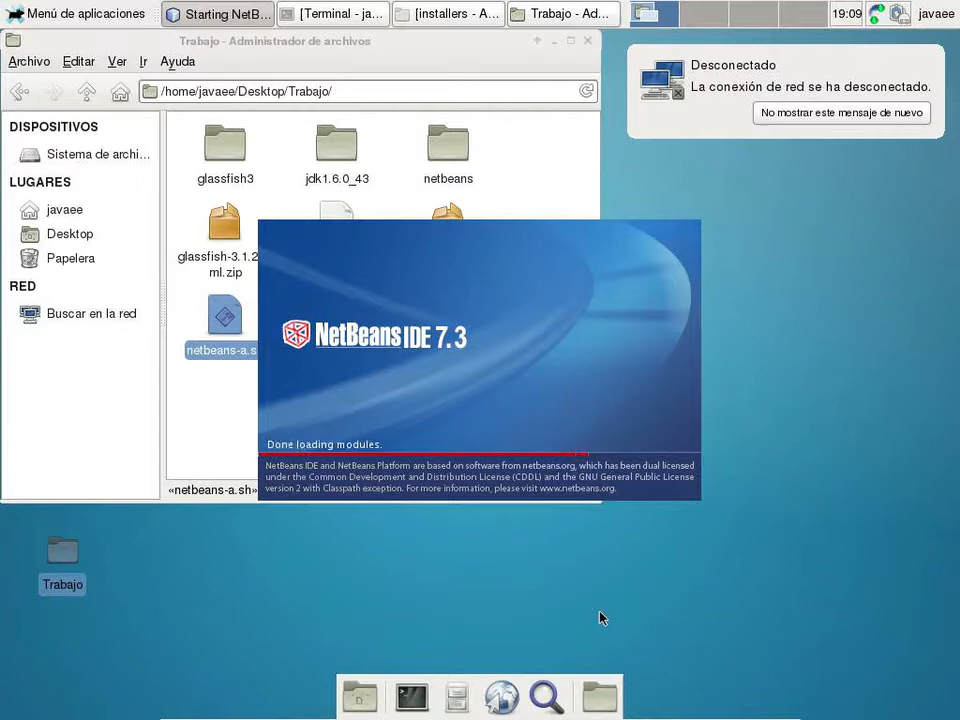 Menú de aplicaciones
Starting NetB...
[Terminal - ja...
[installers - A...
Trabajo - Ad...
19:09
javaee
Trabajo - Administrador de archivos
Archivo Editar Ver Ir Ayuda
/home/javaee/Desktop/Trabajo/
DISPOSITIVOS
Sistema de archi...
LUGARES
javaee
Desktop
Papelera
RED
Buscar en la red
glassfish3
jdk1.6.0_43
netbeans
glassfish-3.1.2
ml.zip
netbeans-a.s
«netbeans-a.sh»
Desconectado
La conexión de red se ha desconectado.
No mostrar este mensaje de nuevo
NetBeans IDE 7.3
Done loading modules.
NetBeans IDE and NetBeans Platform are based on software from netbeans.org, which has been dual licensed
under the Common Development and Distribution License (CDDL) and the GNU General Public License
version 2 with Classpath exception. For more information, please visit www.netbeans.org.
Trabajo